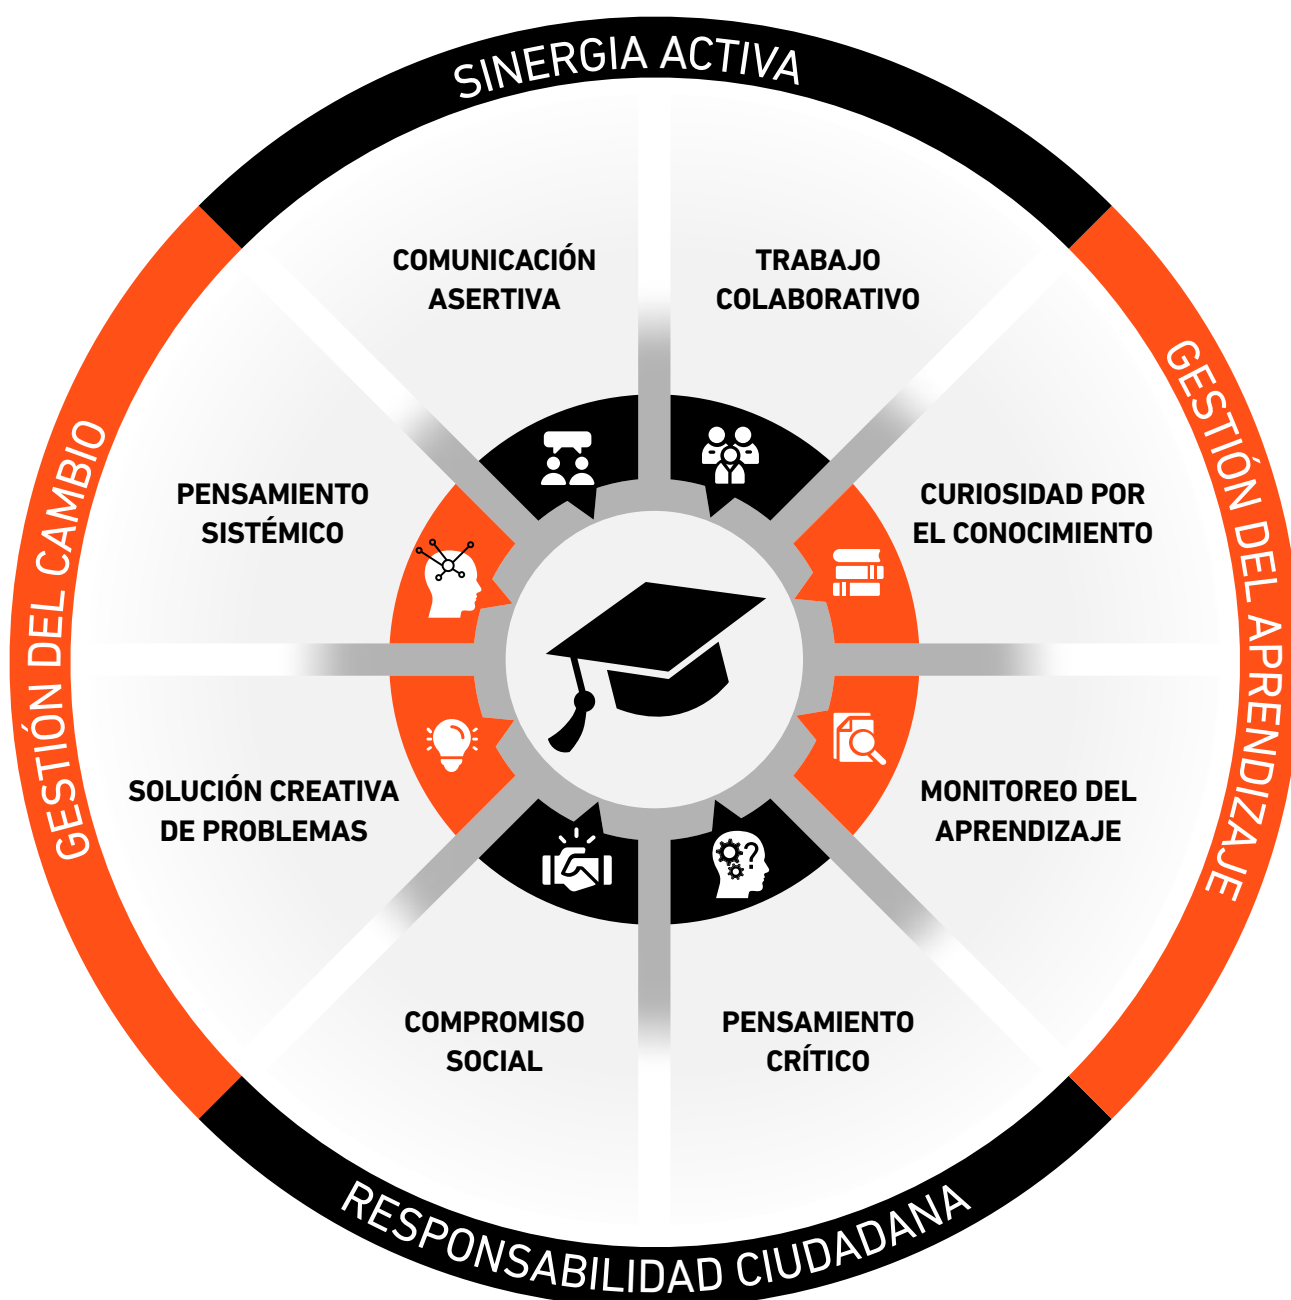 SINERGIA ACTIVA
COMUNICACIÓN
ASERTIVA
TRABAJO
COLABORATIVO
GESTIÓN DEL CAMBIO
PENSAMIENTO
SISTÉMICO
CURIOSIDAD POR
EL CONOCIMIENTO
GESTIÓN DEL APRENDIZAJE
SOLUCIÓN CREATIVA
DE PROBLEMAS
MONITOREO DEL
APRENDIZAJE
?
COMPROMISO
SOCIAL
PENSAMIENTO
CRÍTICO
RESPONSABILIDAD CIUDADANA